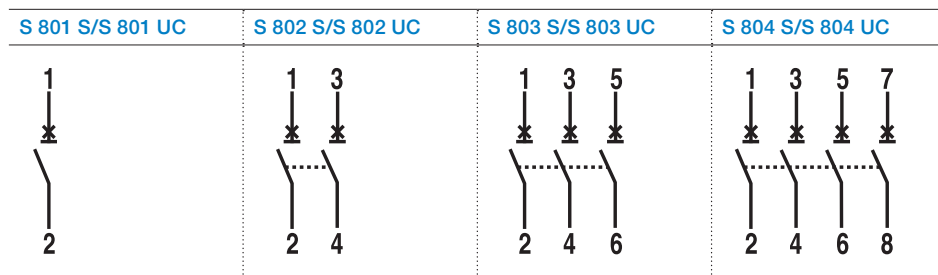 S 801 S/S 801 UC
S 802 S/S 802 UC
S 803 S/S 803 UC
S 804 S/S 804 UC
1
1 3
1 3 5
1 3 5 7
2
2 4
2 4 6
2 4 6 8